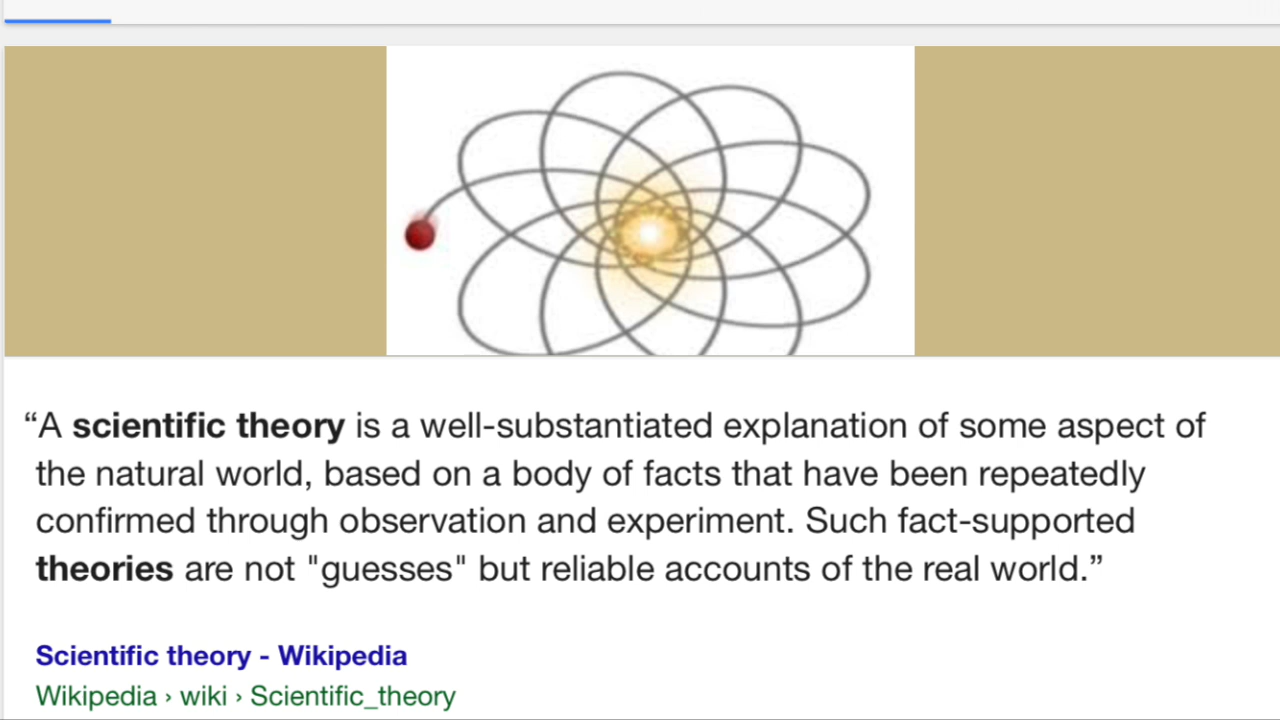 “A scientific theory is a well-substantiated explanation of some aspect of
the natural world, based on a body of facts that have been repeatedly
confirmed through observation and experiment. Such fact-supported
theories are not "guesses" but reliable accounts of the real world.”
Scientific theory - Wikipedia
Wikipedia › wiki › Scientific_theory